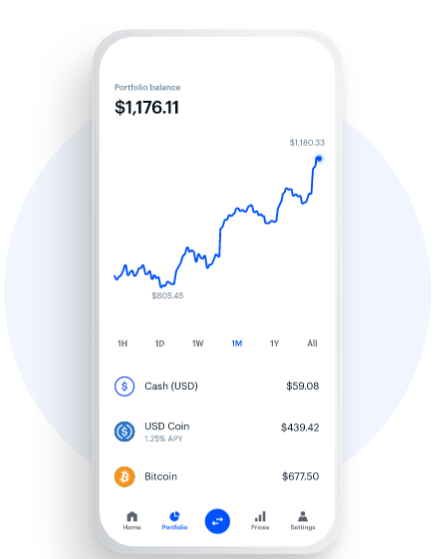 Portfolio balance
$1,176.11
$1,180.33
$805.45
1H 1D 1W 1M 1Y All
Cash (USD) $59.08
USD Coin $439.42
1.25% APY
Bitcoin $677.50
Home Portfolio Prices Settings